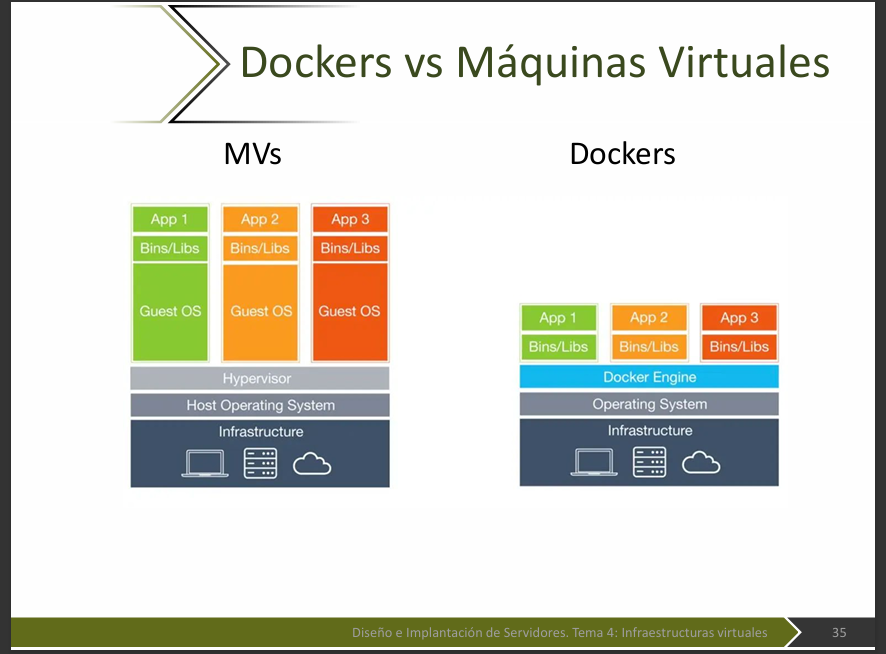 Dockers vs Máquinas Virtuales
MVs
App 1 App 2 App 3
Bins/Libs Bins/Libs Bins/Libs
Guest OS Guest OS Guest OS
Hypervisor
Host Operating System
Infrastructure
Dockers
App 1 App 2 App 3
Bins/Libs Bins/Libs Bins/Libs
Docker Engine
Operating System
Infrastructure
Diseño e Implantación de Servidores. Tema 4: Infraestructuras virtuales
35